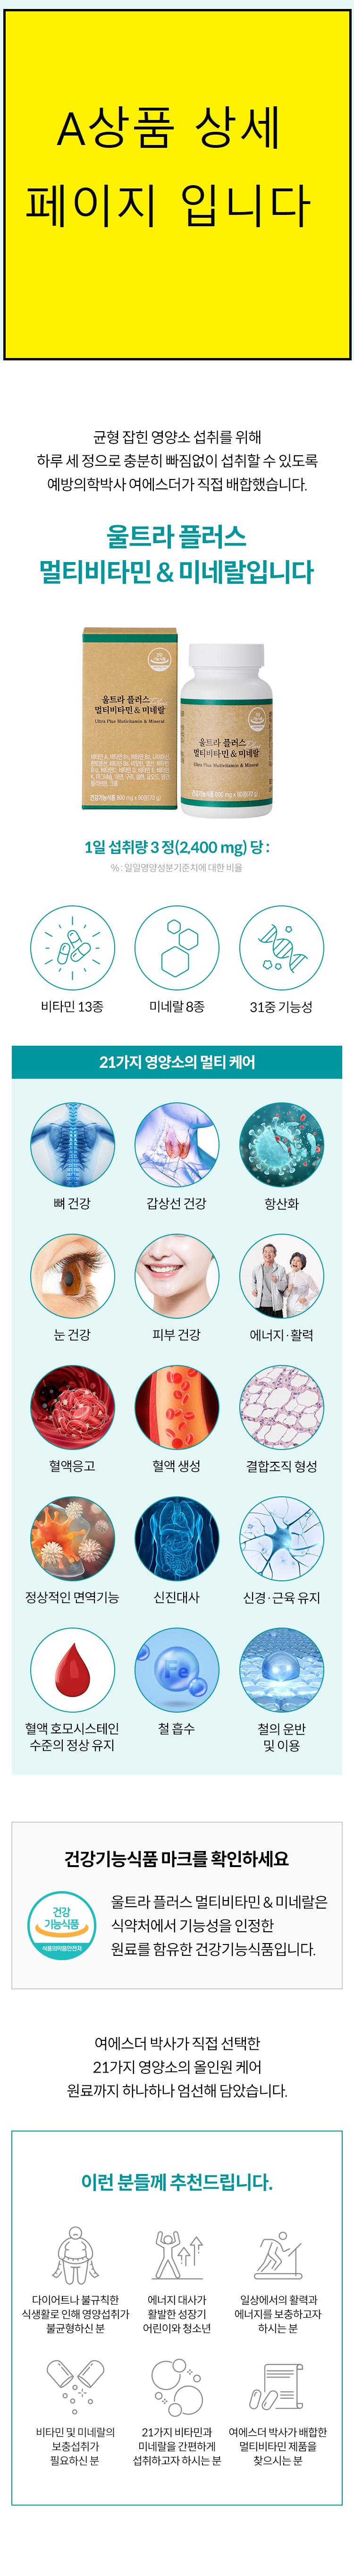 A상품 상세
페이지 입니다
균형 잡힌 영양소 섭취를 위해
하루 세 정으로 충분히 빠짐없이 섭취할 수 있도록
예방의학박사 여에스더가 직접 배합했습니다.
울트라 플러스
멀티비타민 & 미네랄입니다
울트라 플러스
멀티비타민 & 미네랄
Ultra Plus Multivitamin & Mineral
건강기능식품 800 mg x 90정(72 g)
울트라 플러스
멀티비타민 & 미네랄
Ultra Plus Multivitamin & Mineral
건강기능식품 800 mg x 90정(72 g)
1일 섭취량 3 정(2,400 mg) 당 :
% : 일일영양성분기준치에 대한 비율
비타민 13종
미네랄 8종
31중 기능성
21가지 영양소의 멀티 케어
뼈 건강
갑상선 건강
항산화
눈 건강
피부 건강
에너지 · 활력
혈액응고
혈액 생성
결합조직 형성
정상적인 면역기능
신진대사
신경 · 근육 유지
Fe
혈액 호모시스테인
수준의 정상 유지
철 흡수
철의 운반
및 이용
건강기능식품 마크를 확인하세요
건강
기능식품
식품의약품안전처
울트라 플러스 멀티비타민 & 미네랄은
식약처에서 기능성을 인정한
원료를 함유한 건강기능식품입니다.
여에스더 박사가 직접 선택한
21가지 영양소의 올인원 케어
원료까지 하나하나 엄선해 담았습니다.
이런 분들께 추천드립니다.
다이어트나 불규칙한
식생활로 인해 영양섭취가
불균형하신 분
에너지 대사가
활발한 성장기
어린이와 청소년
일상에서의 활력과
에너지를 보충하고자
하시는 분
비타민 및 미네랄의
보충섭취가
필요하신 분
21가지 비타민과
미네랄을 간편하게
섭취하고자 하시는 분
여에스더 박사가 배합한
멀티비타민 제품을
찾으시는 분